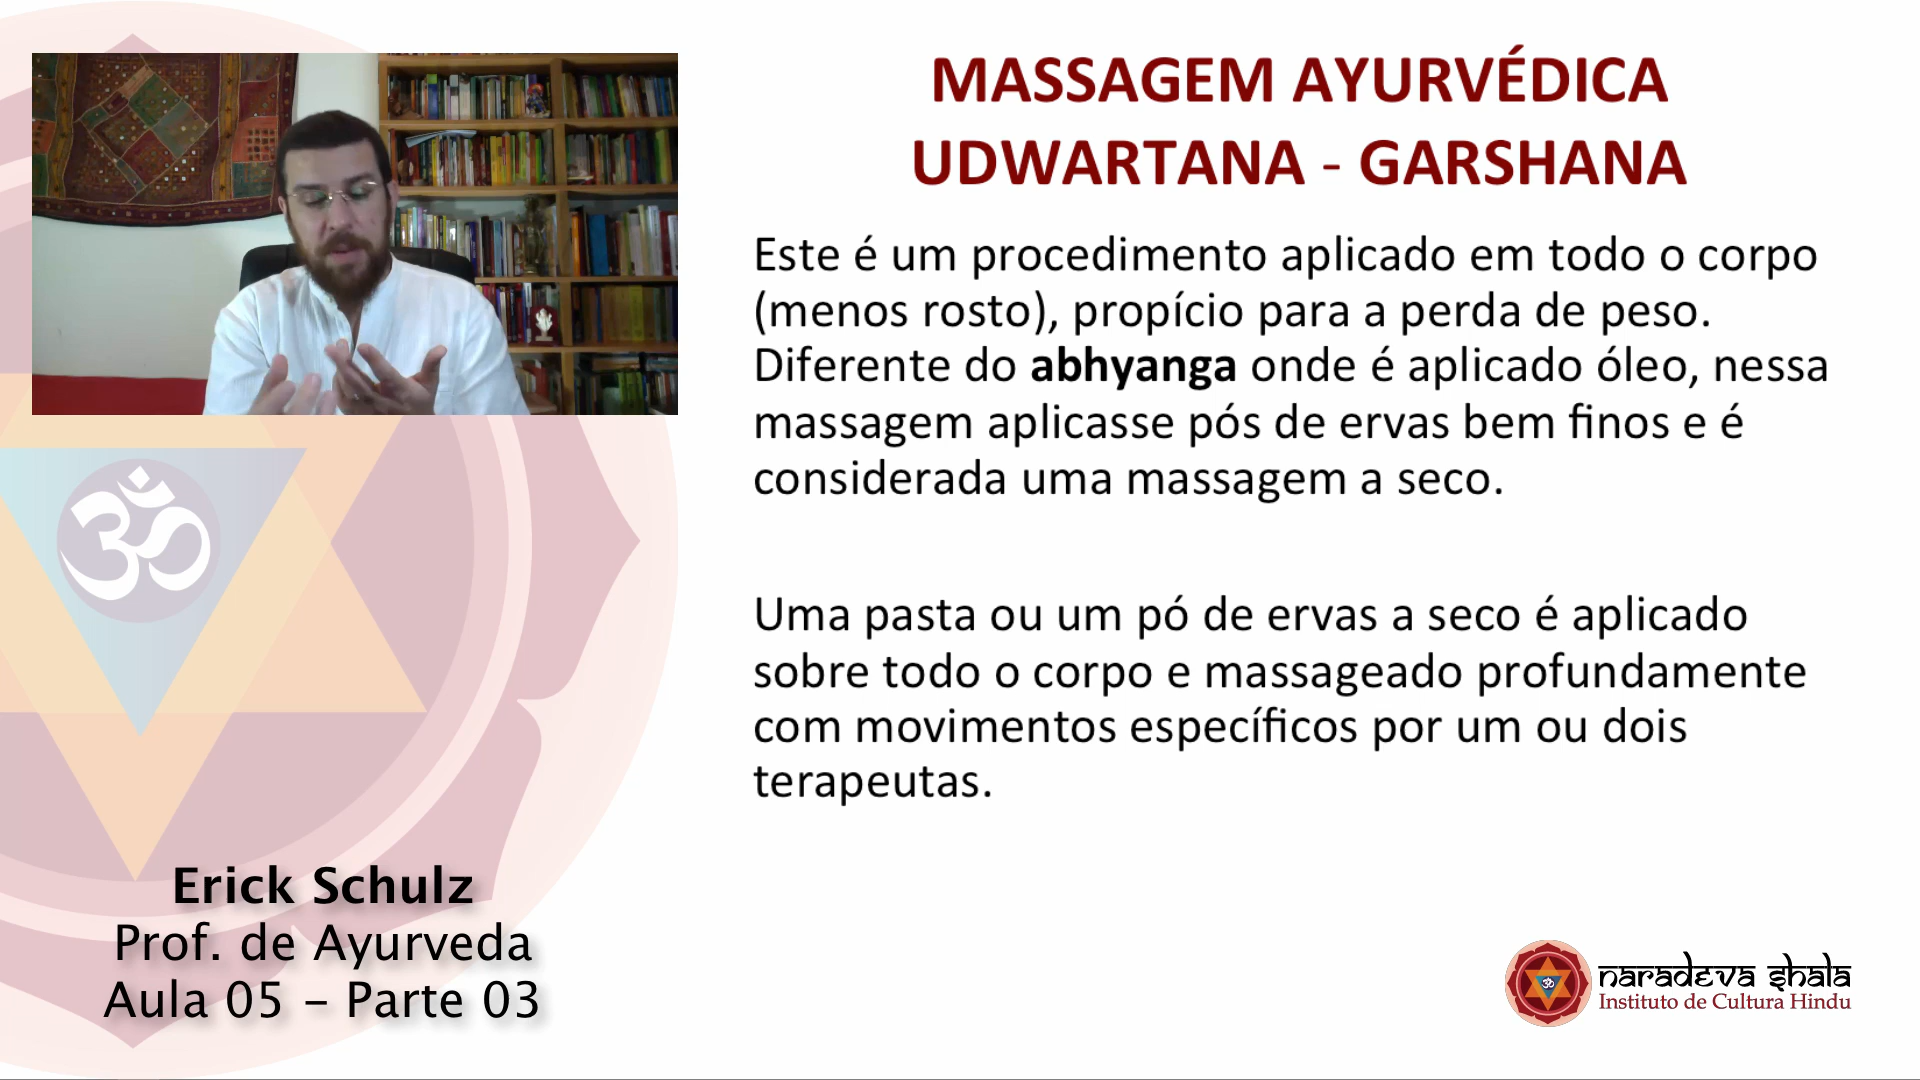 MASSAGEM AYURVÉDICA
UDWARTANA - GARSHANA
Este é um procedimento aplicado em todo o corpo
(menos rosto), propício para a perda de peso.
Diferente do abhyanga onde é aplicado óleo, nessa
massagem aplicasse pós de ervas bem finos e é
considerada uma massagem a seco.
Uma pasta ou um pó de ervas a seco é aplicado
sobre todo o corpo e massageado profundamente
com movimentos específicos por um ou dois
terapeutas.
ॐ
Erick Schulz
Prof. de Ayurveda
Aula 05 – Parte 03
ॐ
Naradeva Shala
Instituto de Cultura Hindu